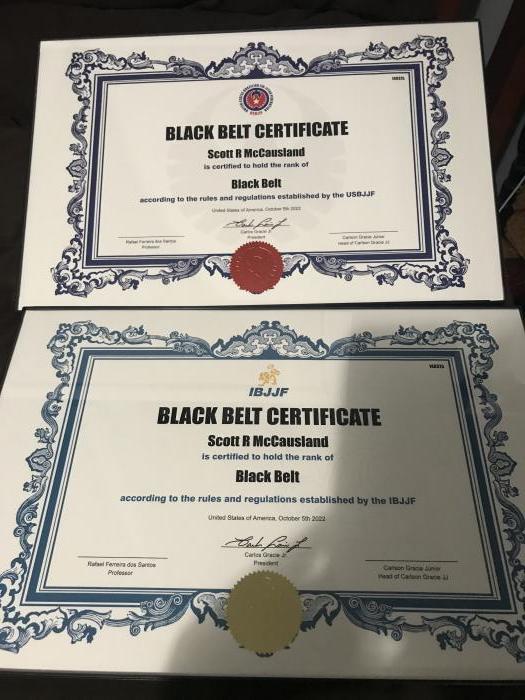 148315
BLACK BELT CERTIFICATE
Scott R McCausland
is certified to hold the rank of
Black Belt
according to the rules and regulations established by the USBJJF
United States of America, October 5th 2022
Rafael Ferreira dos Santos
Professor
Carlos Gracie Jr
President
Carlson Gracie Junior
Head of Carlson Gracie JJ
148315
IBJJF
BLACK BELT CERTIFICATE
Scott R McCausland
is certified to hold the rank of
Black Belt
according to the rules and regulations established by the IBJJF
United States of America, October 5th 2022
Rafael Ferreira dos Santos
Professor
Carlos Gracie Jr
President
Carlson Gracie Junior
Head of Carlson Gracie JJ